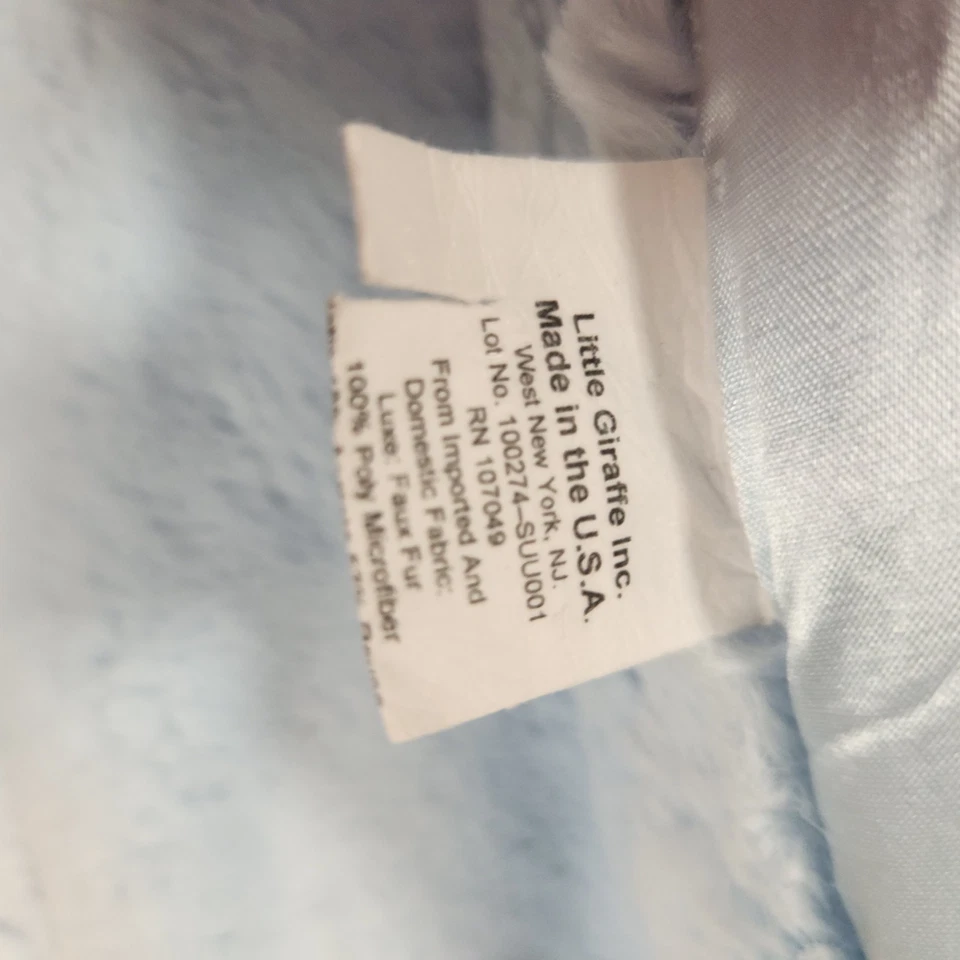 Little Giraffe Inc.
Made in the U.S.A.
West New York, NJ.
Lot No. 100274-SUU001
RN 107049
From Imported And
Domestic Fabric:
Luxe: Faux Fur
100% Poly Microfiber